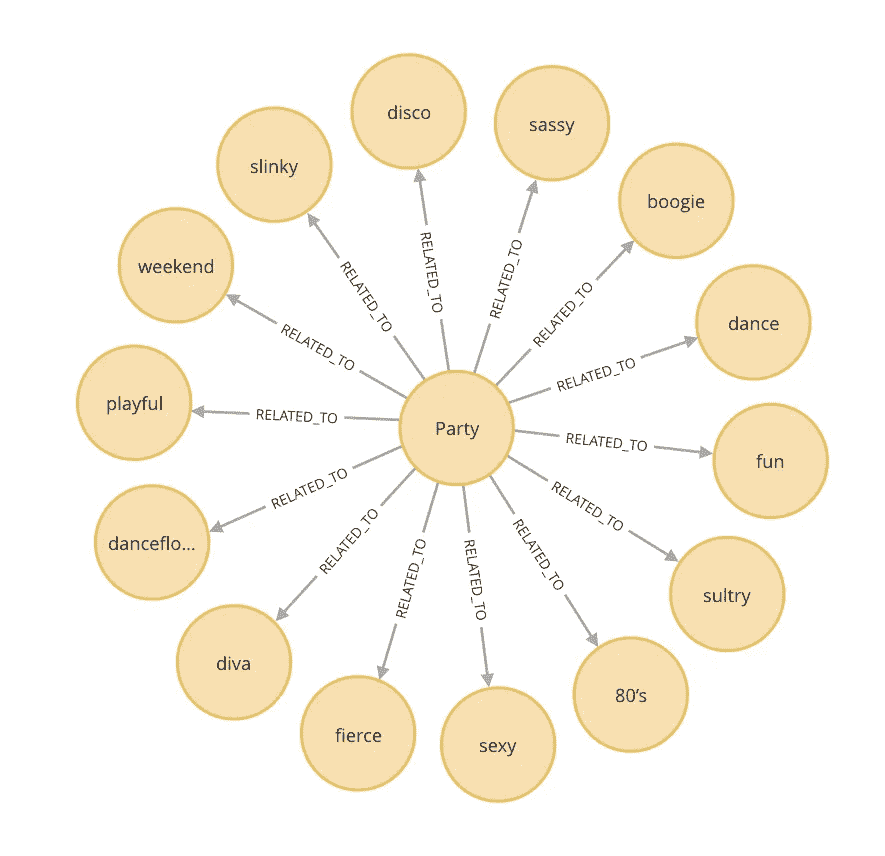 disco
sassy
slinky
boogie
weekend
dance
playful
Party
fun
danceflo...
sultry
diva
80's
fierce
sexy
RELATED_TO
RELATED_TO
RELATED_TO
RELATED_TO
RELATED_TO
RELATED_TO
RELATED_TO
RELATED_TO
RELATED_TO
RELATED_TO
RELATED_TO
RELATED_TO
RELATED_TO
RELATED_TO